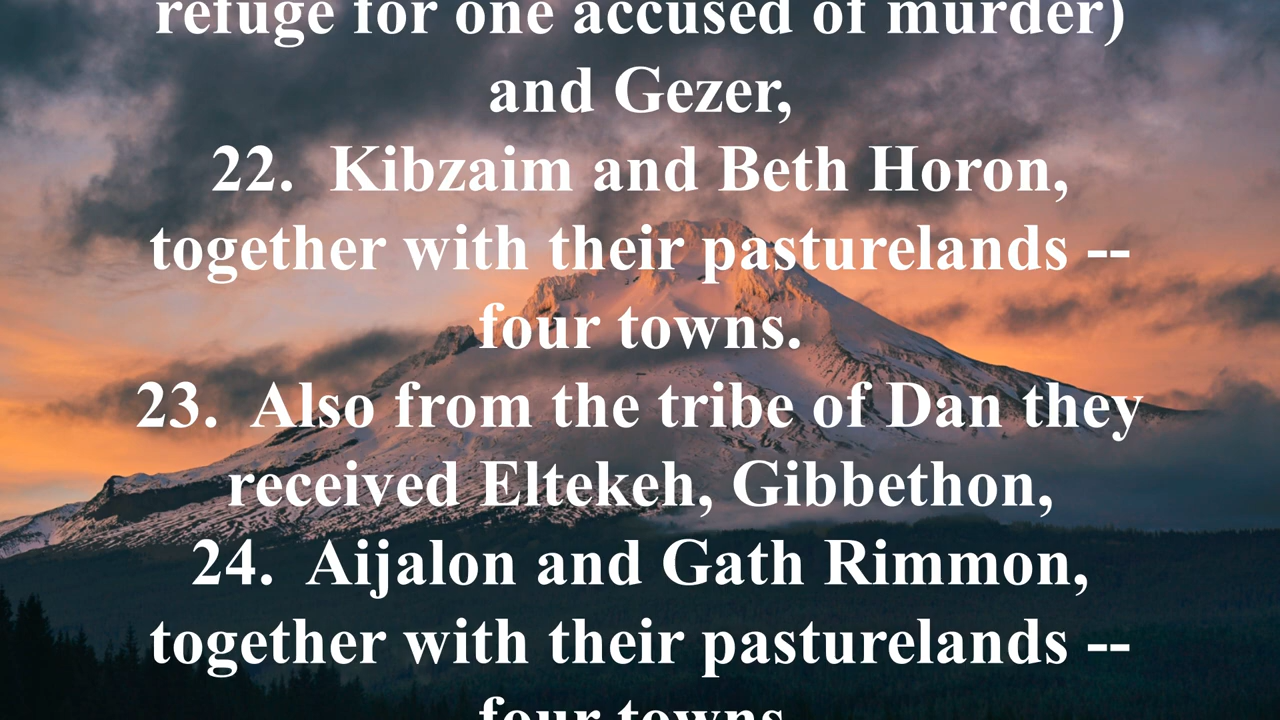 refuge for one accused of murder)
and Gezer,
22.  Kibzaim and Beth Horon,
together with their pasturelands --
four towns.
23.  Also from the tribe of Dan they
received Eltekeh, Gibbethon,
24.  Aijalon and Gath Rimmon,
together with their pasturelands --
four towns.